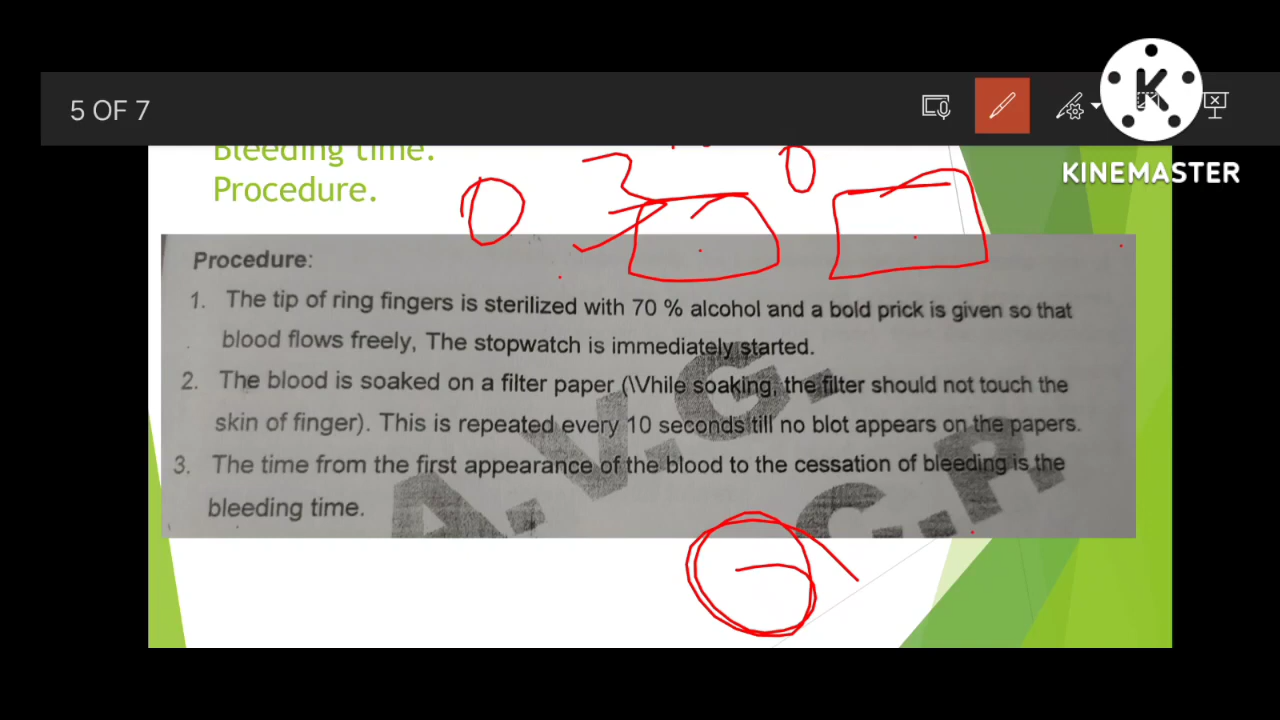 5 OF 7
KINEMASTER
Bleeding time.
Procedure.
Procedure:
1. The tip of ring fingers is sterilized with 70 % alcohol and a bold prick is given so that
blood flows freely, The stopwatch is immediately started.
2. The blood is soaked on a filter paper (\Vhile soaking, the filter should not touch the
skin of finger). This is repeated every 10 seconds till no blot appears on the papers.
3. The time from the first appearance of the blood to the cessation of bleeding is the
bleeding time.
A.V.G.
G.P.